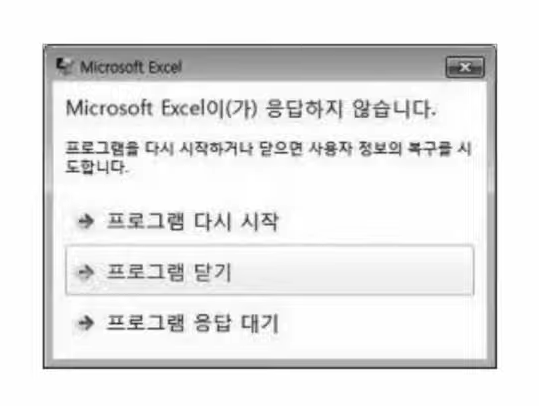 Microsoft Excel
Microsoft Excel이(가) 응답하지 않습니다.
프로그램을 다시 시작하거나 닫으면 사용자 정보의 복구를 시
도합니다.
프로그램 다시 시작
프로그램 닫기
프로그램 응답 대기